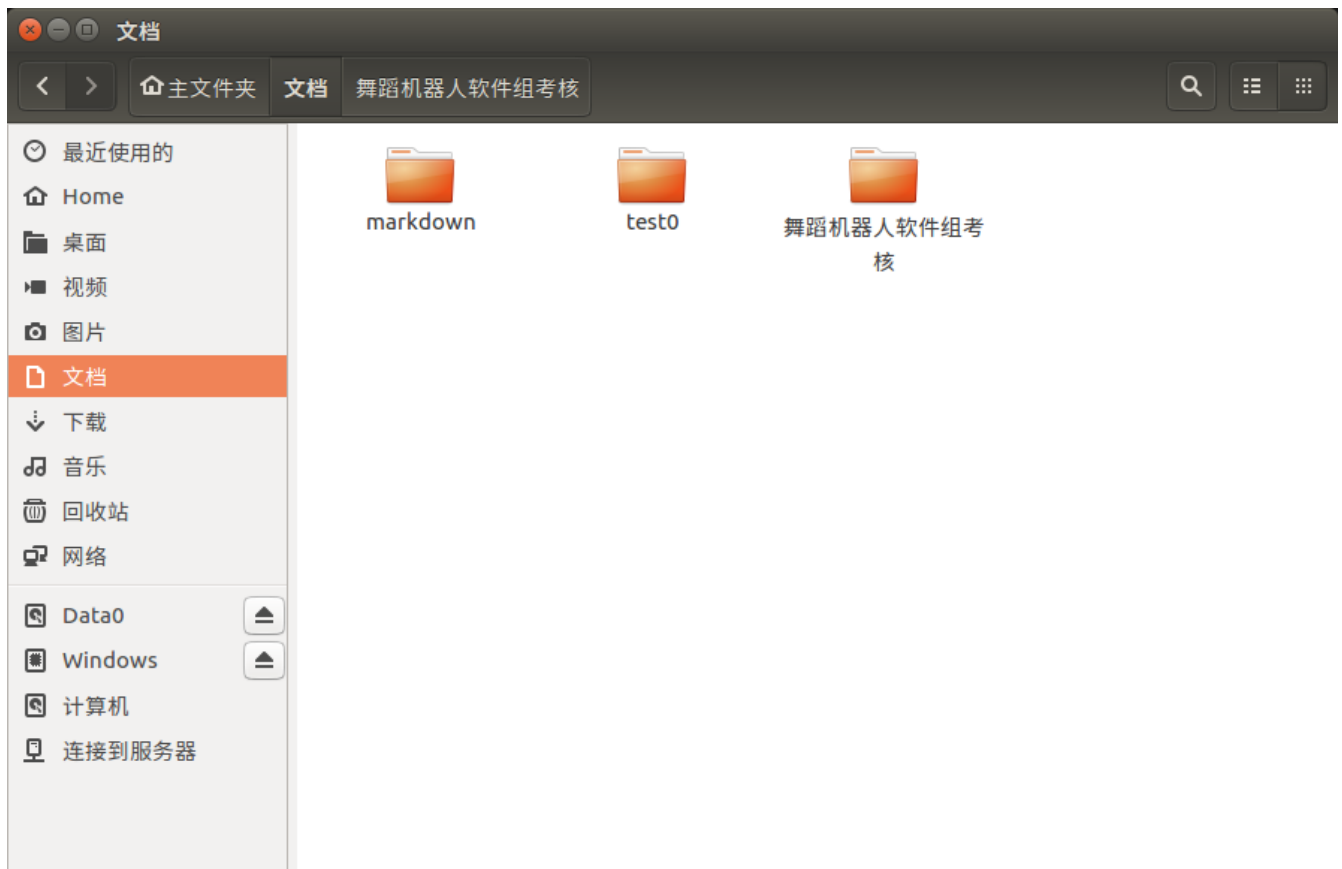 文档
主文件夹 文档 舞蹈机器人软件组考核
最近使用的
Home
桌面
视频
图片
文档
下载
音乐
回收站
网络
Data0
Windows
计算机
连接到服务器
markdown
test0
舞蹈机器人软件组考
核